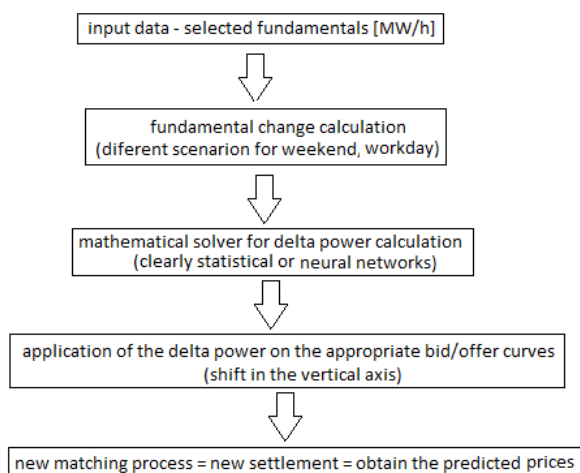 input data - selected fundamentals [MW/h]
fundamental change calculation
(diferent scenarion for weekend, workday)
mathematical solver for delta power calculation
(clearly statistical or neural networks)
application of the delta power on the appropriate bid/offer curves
(shift in the vertical axis)
new matching process = new settlement = obtain the predicted prices